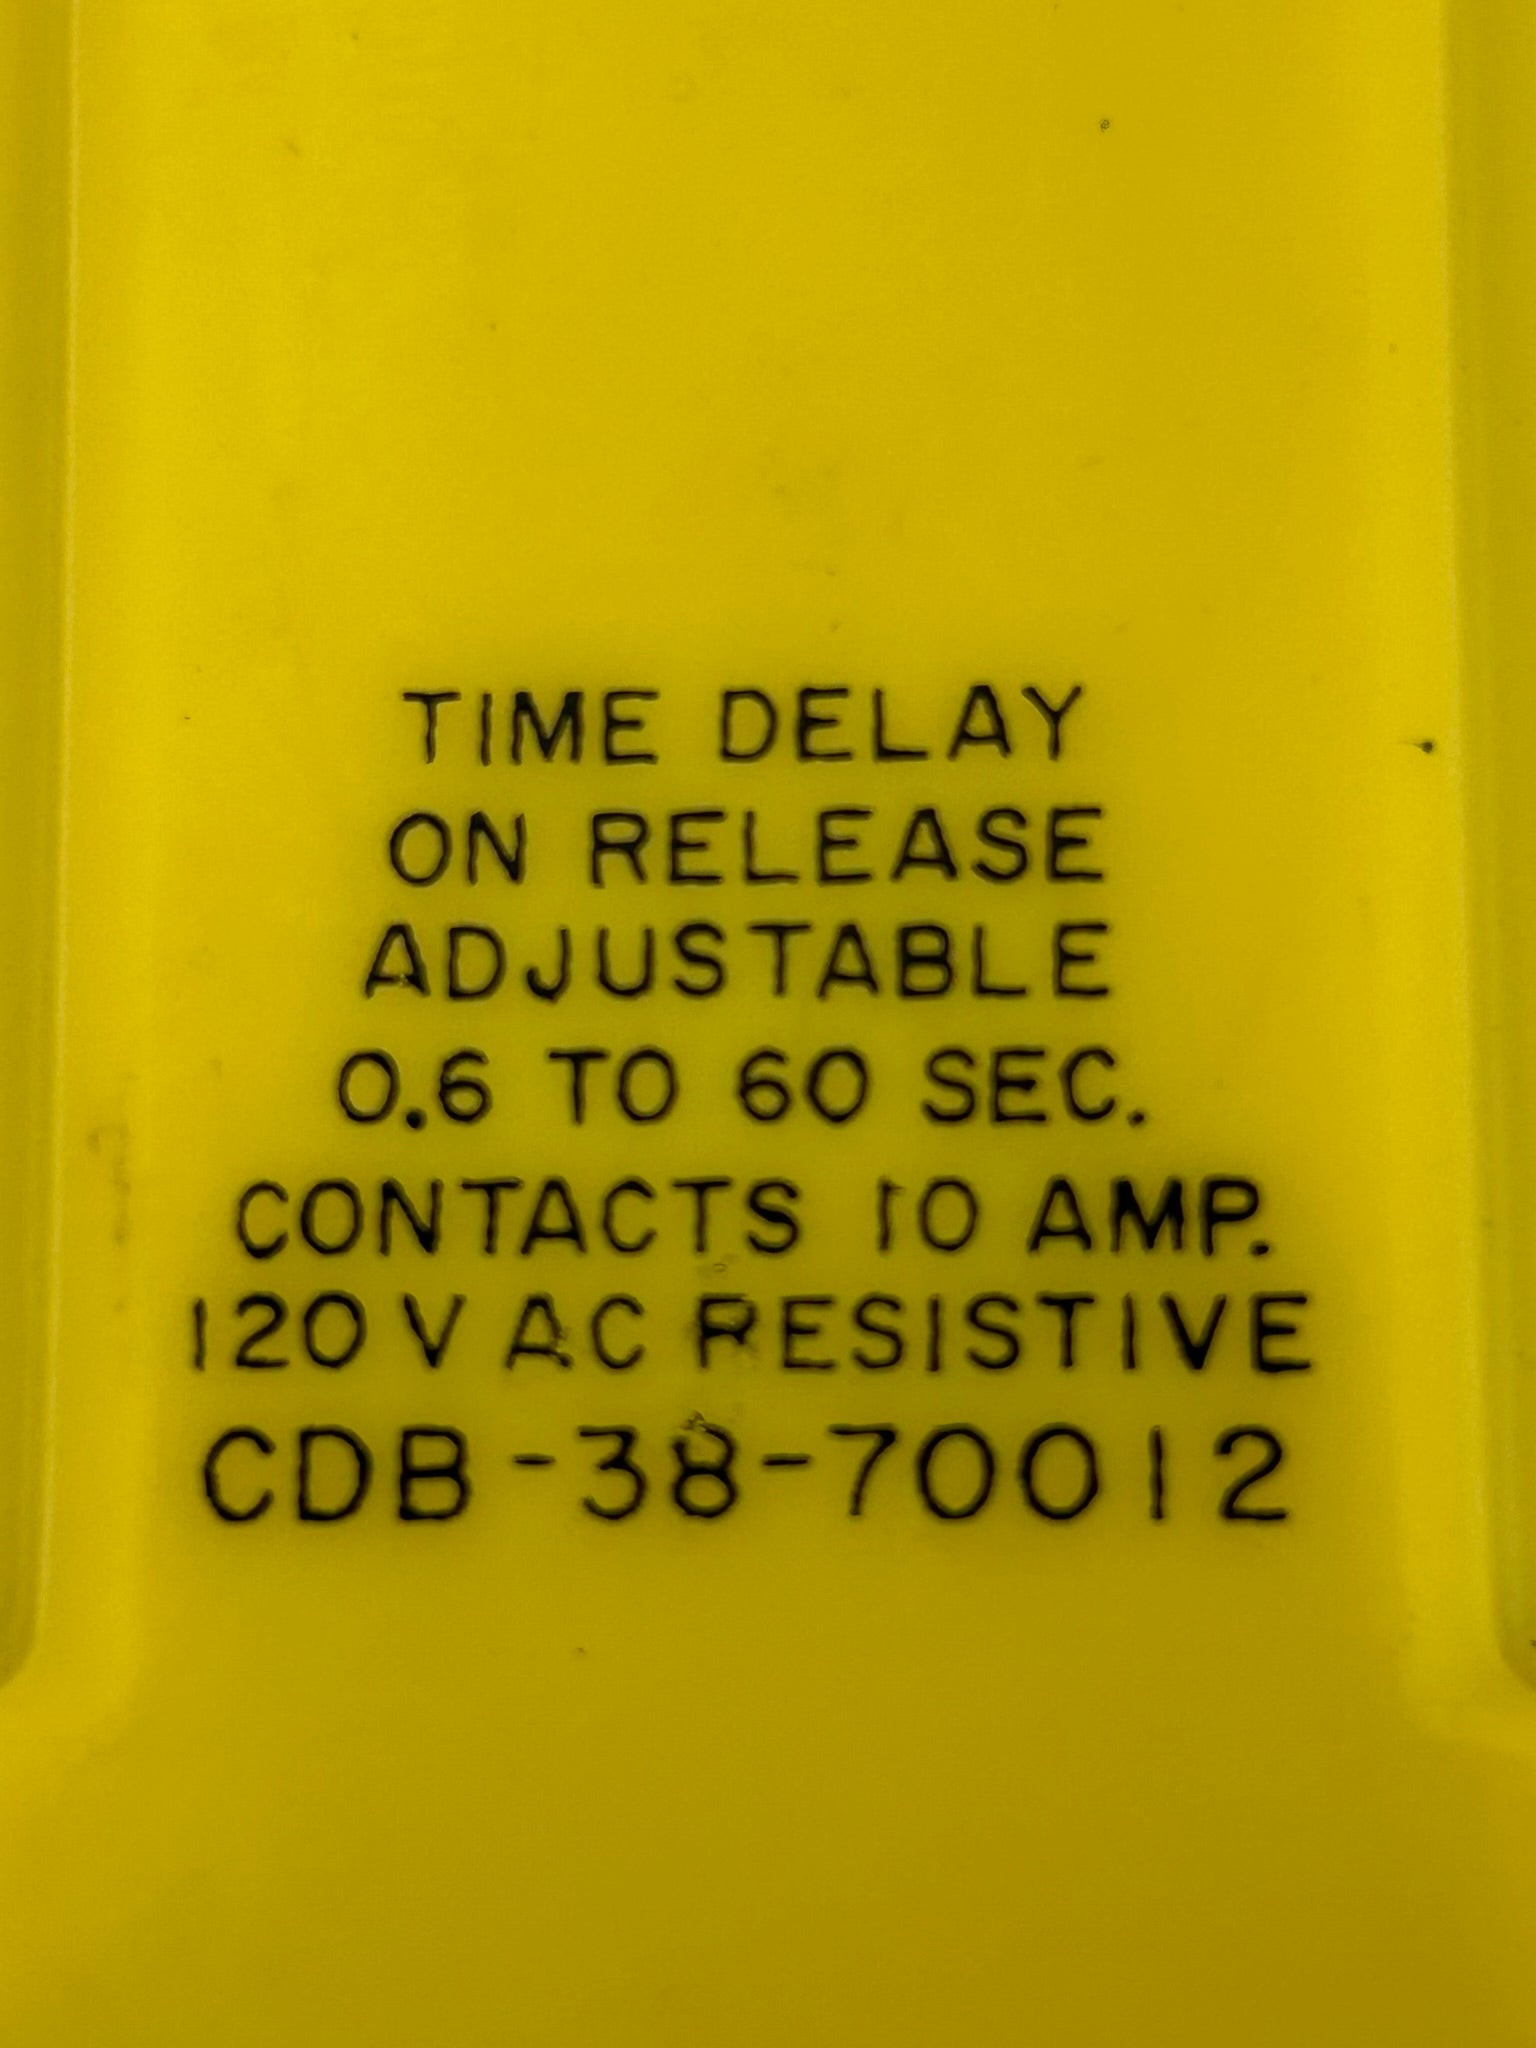 TIME DELAY
ON RELEASE
ADJUSTABLE
0.6 TO 60 SEC.
CONTACTS 10 AMP.
120 V AC RESISTIVE
CDB-38-70012